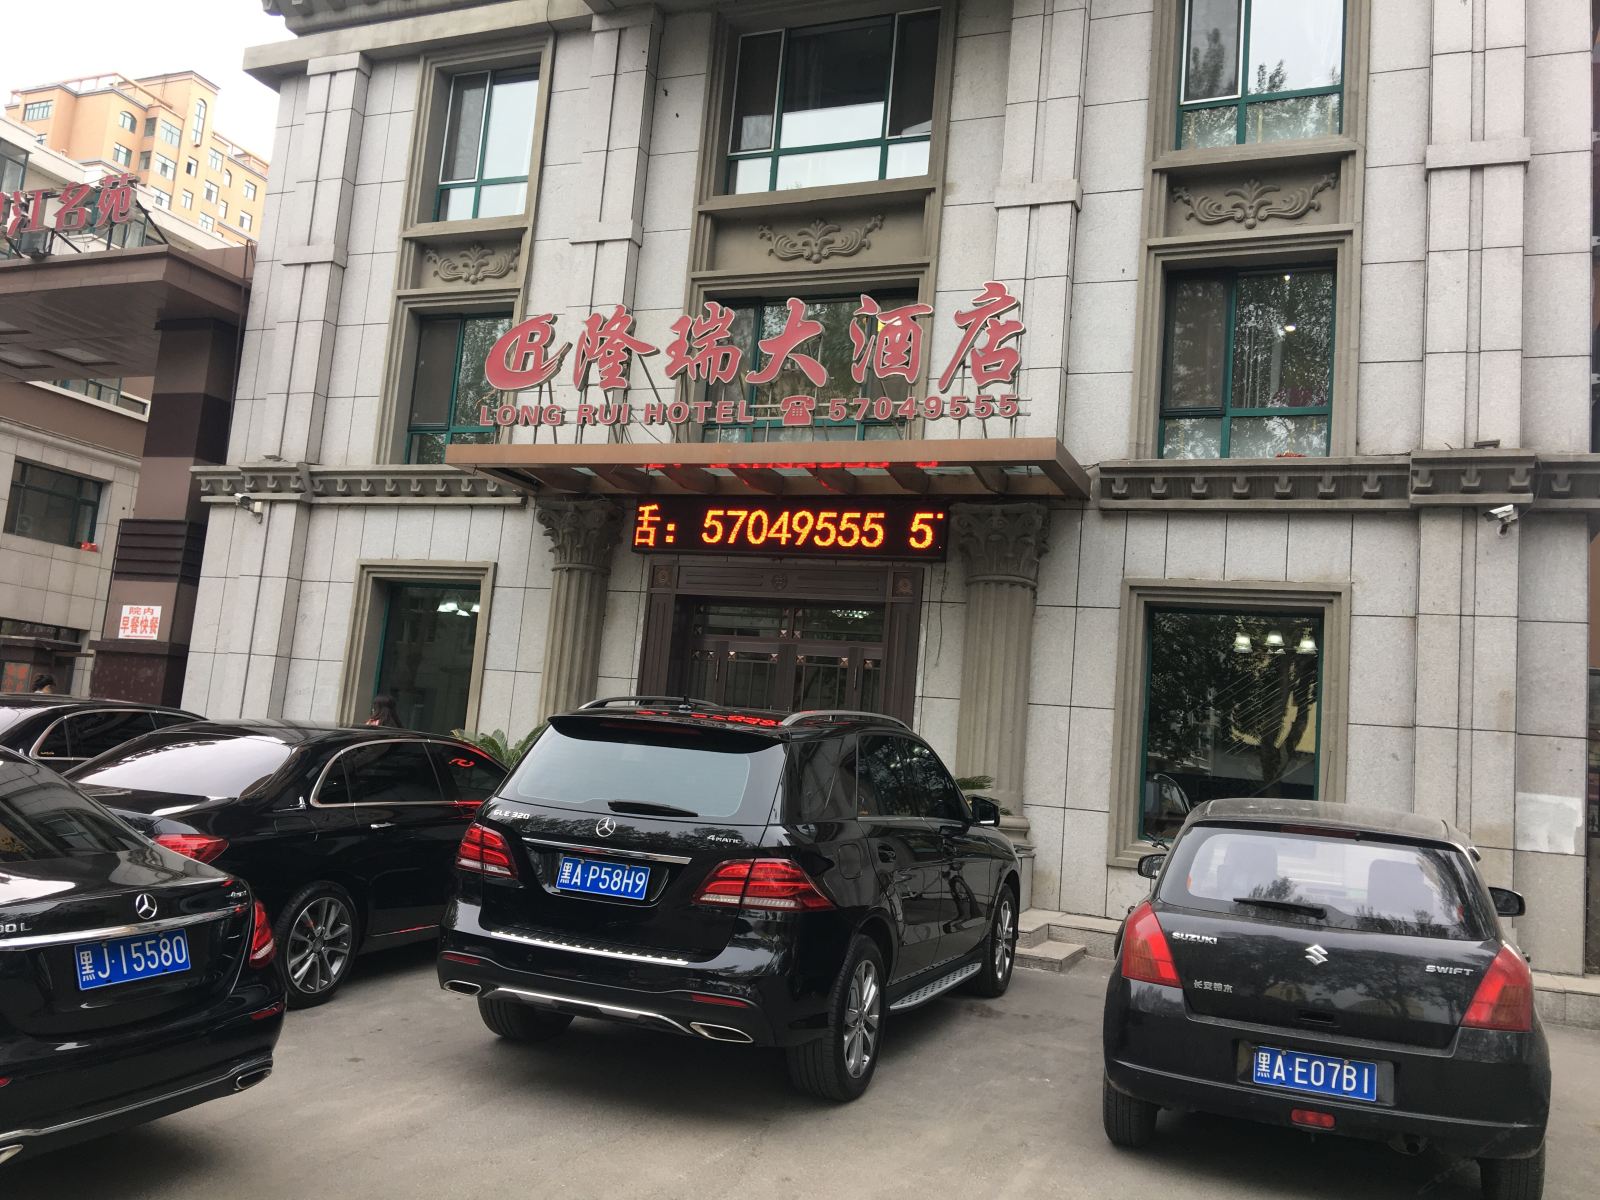 江名苑
隆瑞大酒店
LONG RUI HOTEL 57049555
舌: 57049555 5
院内
早餐快餐
GLE 320
4MATIC
黑A·P58H9
00 L
黑J·15580
SUZUKI
SWIFT
长安铃木
黑A·E07B1